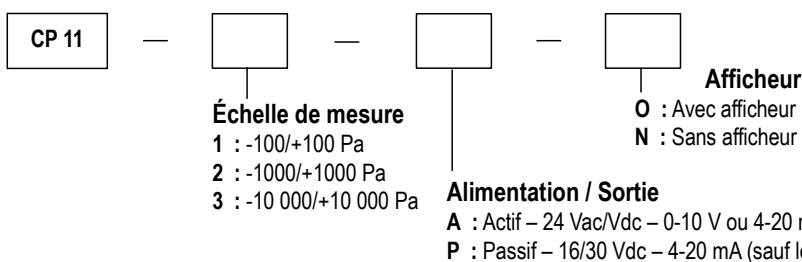 CP 11 — — —
Afficheur
O : Avec afficheur
N : Sans afficheur
Échelle de mesure
1 : -100/+100 Pa
2 : -1000/+1000 Pa
3 : -10 000/+10 000 Pa
Alimentation / Sortie
A : Actif – 24 Vac/Vdc – 0-10 V ou 4-20
P : Passif – 16/30 Vdc – 4-20 mA (sauf